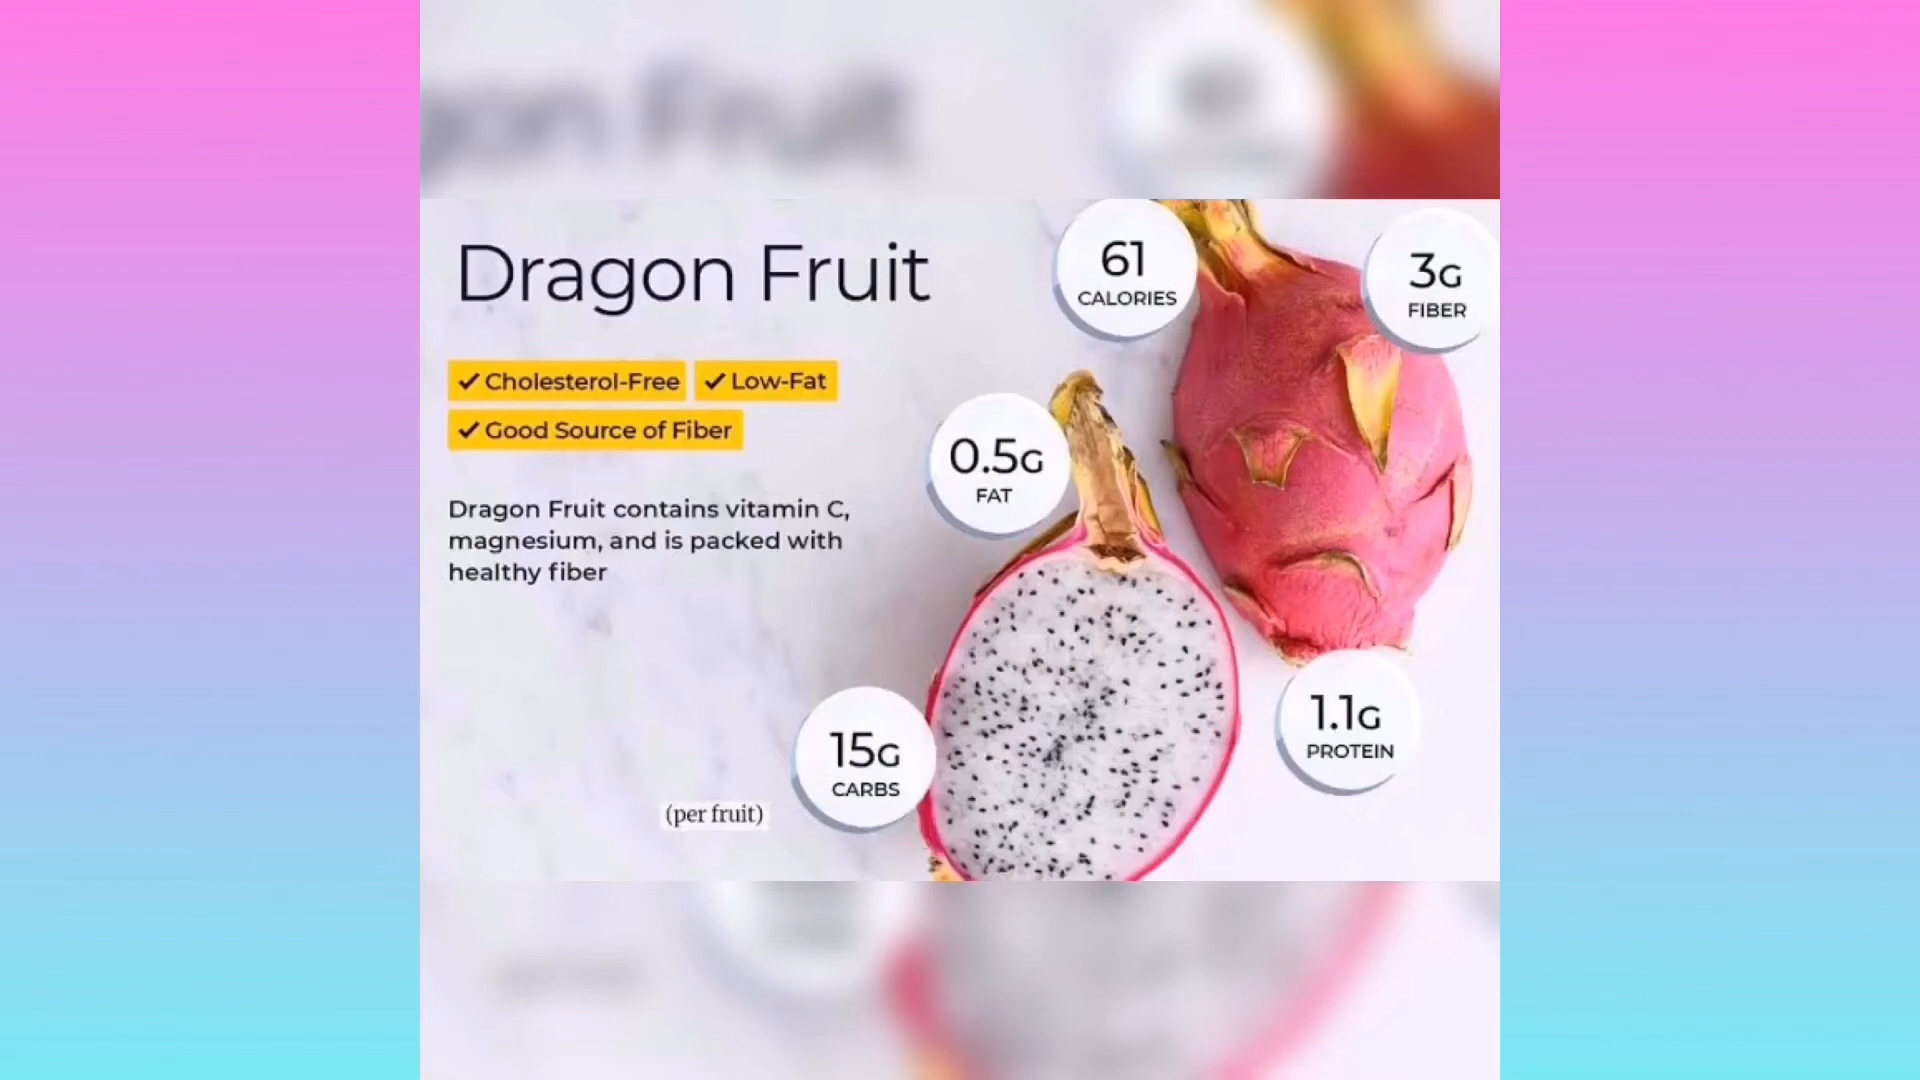 Dragon Fruit
✓ Cholesterol-Free ✓ Low-Fat
✓ Good Source of Fiber
Dragon Fruit contains vitamin C,
magnesium, and is packed with
healthy fiber
61
CALORIES
3G
FIBER
0.5G
FAT
1.1G
PROTEIN
15G
CARBS
(per fruit)